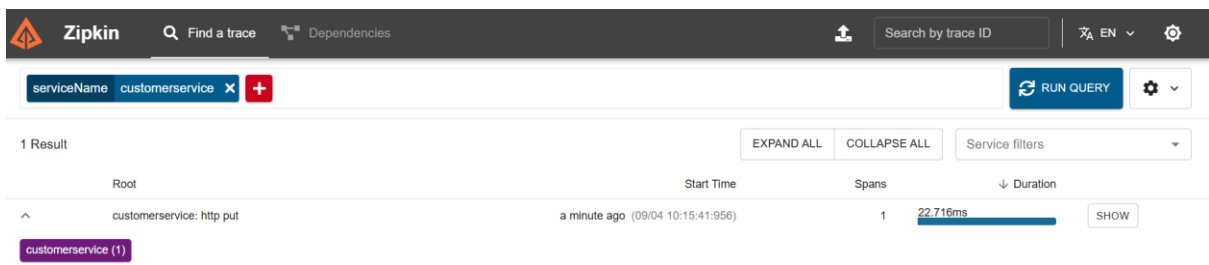 Zipkin Find a trace Dependencies Search by trace ID EN
serviceName customerservice RUN QUERY
1 Result EXPAND ALL COLLAPSE ALL Service filters
Root Start Time Spans Duration
customerservice: http put a minute ago (09/04 10:15:41:956) 1 22.716ms SHOW
customerservice (1)